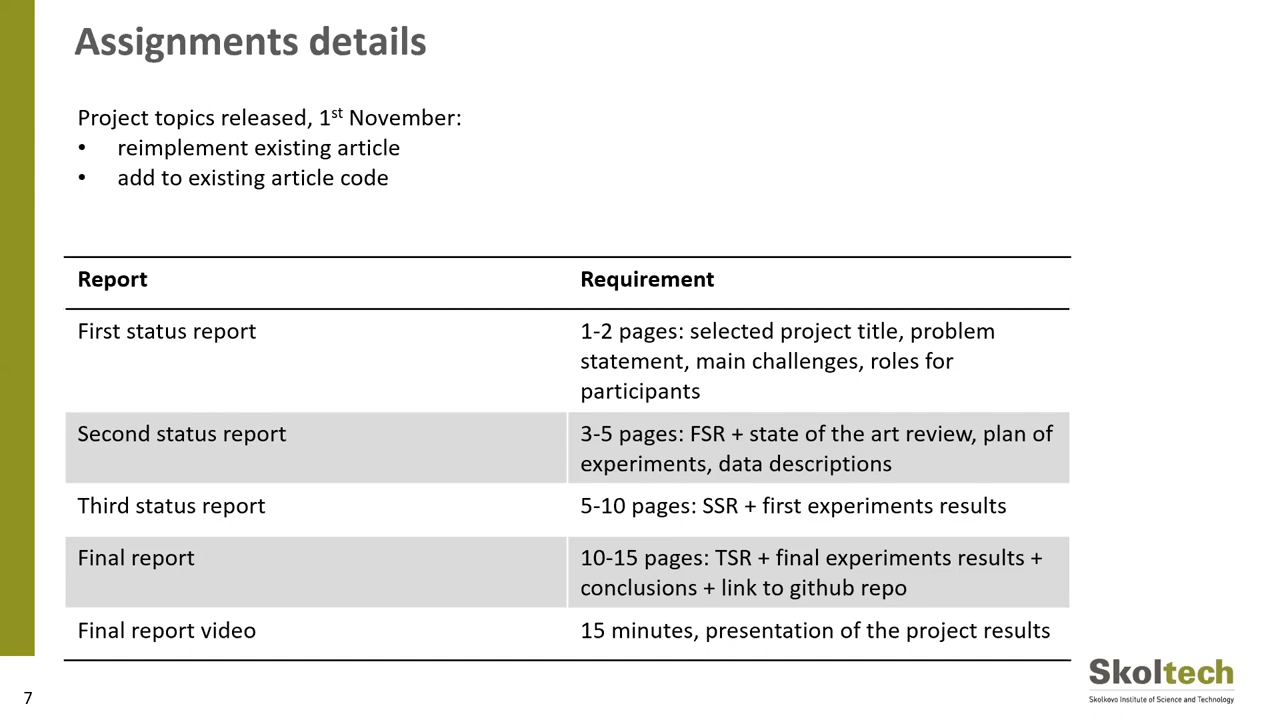 Assignments details
Project topics released, 1st November:
• reimplement existing article
• add to existing article code
Report Requirement
First status report 1-2 pages: selected project title, problem
statement, main challenges, roles for
participants
Second status report 3-5 pages: FSR + state of the art review, plan of
experiments, data descriptions
Third status report 5-10 pages: SSR + first experiments results
Final report 10-15 pages: TSR + final experiments results +
conclusions + link to github repo
Final report video 15 minutes, presentation of the project results
Skoltech
Skolkovo Institute of Science and Technology
7